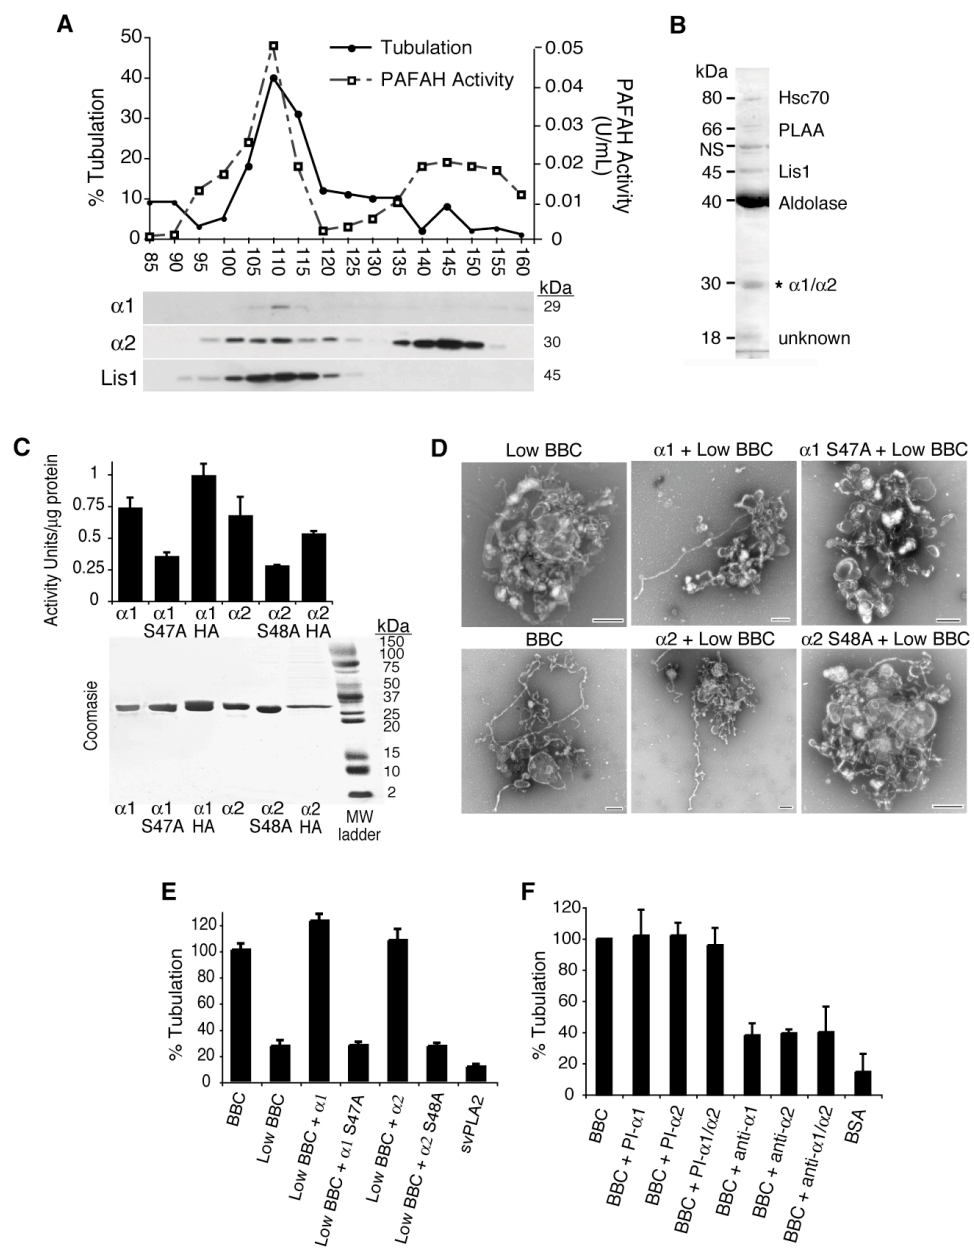 A
50
40
30
20
10
0
% Tubulation
Tubulation
PAFAH Activity
0.05
0.04
0.03
0.02
0.01
0
PAFAH Activity
(U/mL)
85 90 95 100 105 110 115 120 125 130 135 140 145 150 155 160
kDa
α1 29
α2 30
Lis1 45
B
kDa
80 Hsc70
66 PLAA
NS
45 Lis1
40 Aldolase
30 * α1/α2
18 unknown
C
Activity Units/µg protein
1
0.75
0.5
0.25
0
α1 α1 α1 α2 α2 α2
S47A HA S48A HA
Coomasie
kDa
150
100
75
50
37
25
20
15
10
2
α1 α1 α1 α2 α2 α2
S47A HA S48A HA
MW
ladder
D
Low BBC α1 + Low BBC α1 S47A + Low BBC
BBC α2 + Low BBC α2 S48A + Low BBC
E
% Tubulation
120
100
80
60
40
20
0
BBC
Low BBC
Low BBC + α1
Low BBC + α1 S47A
Low BBC + α2
Low BBC + α2 S48A
svPLA2
F
% Tubulation
120
100
80
60
40
20
0
BBC
BBC + PI-α1
BBC + PI-α2
BBC + PI-α1/α2
BBC + anti-α1
BBC + anti-α2
BBC + anti-α1/α2
BSA